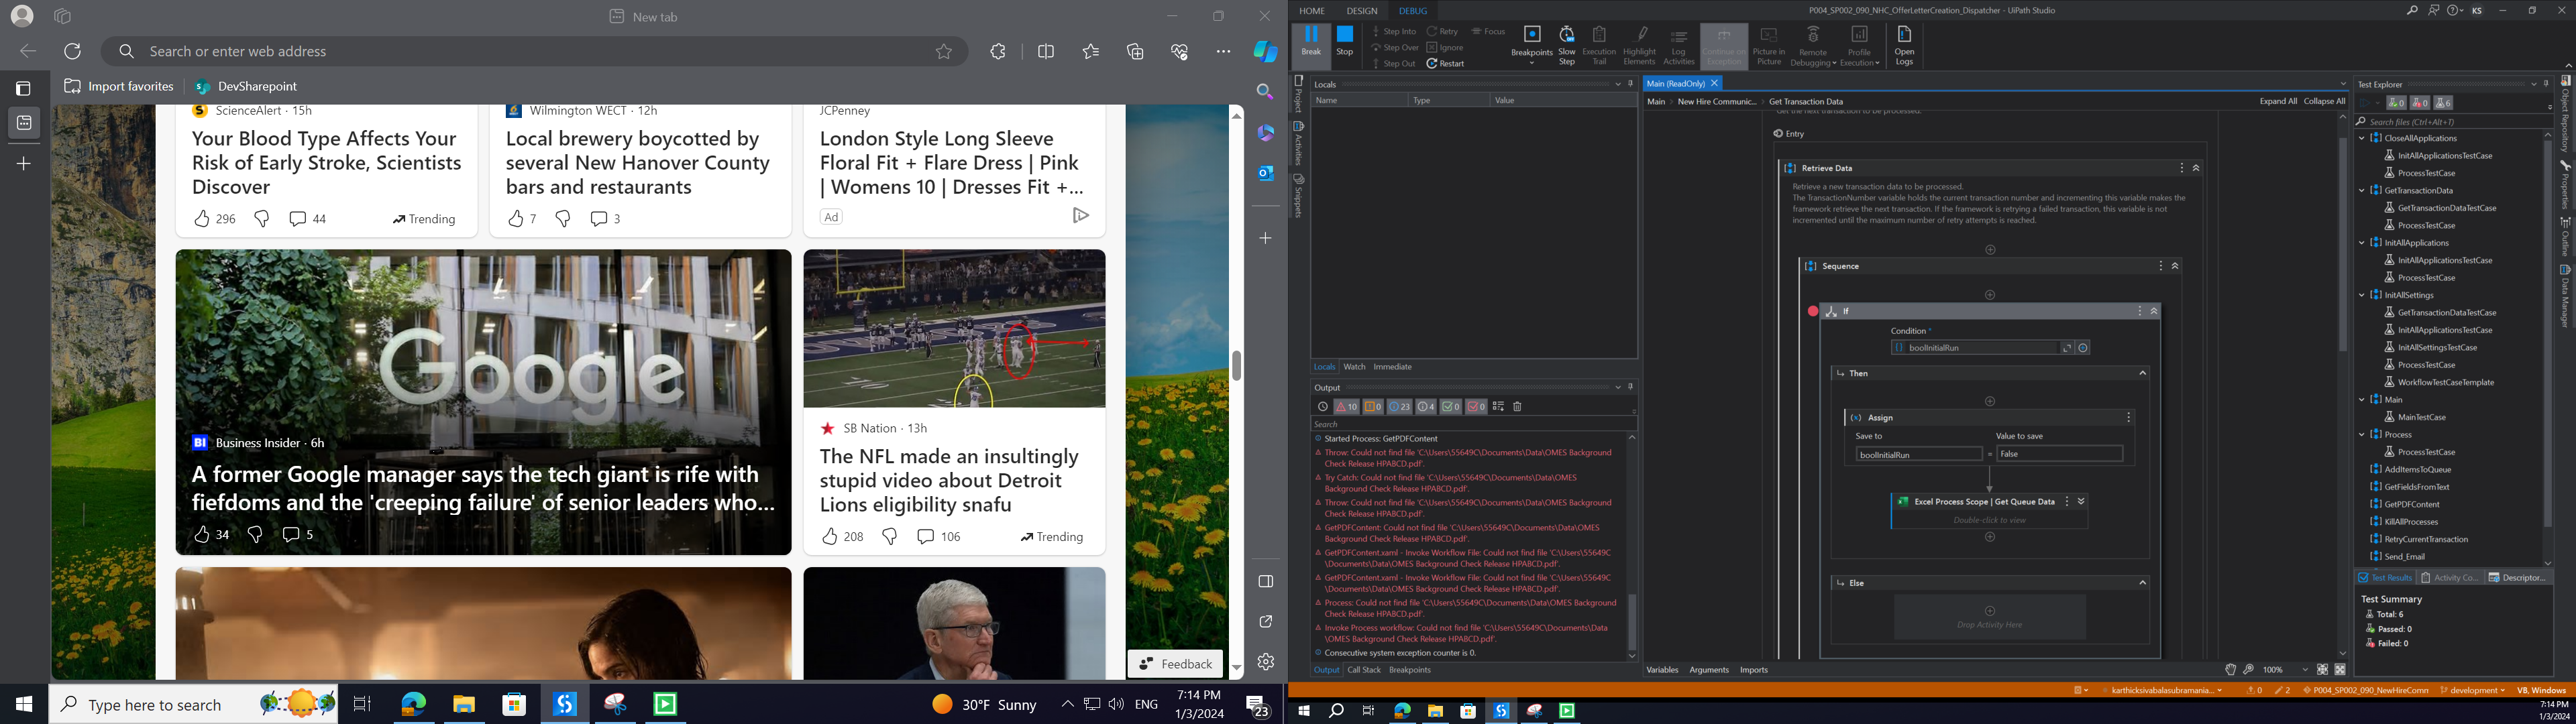 New tab
Search or enter web address
Import favorites
DevSharepoint
ScienceAlert · 15h
Your Blood Type Affects Your
Risk of Early Stroke, Scientists
Discover
296
44
Trending
Wilmington WECT · 12h
Local brewery boycotted by
several New Hanover County
bars and restaurants
7
3
JCPenney
London Style Long Sleeve
Floral Fit + Flare Dress | Pink
| Womens 10 | Dresses Fit +...
Ad
Google
BI Business Insider · 6h
A former Google manager says the tech giant is rife with
fiefdoms and the 'creeping failure' of senior leaders who...
34
5
SB Nation · 13h
The NFL made an insultingly
stupid video about Detroit
Lions eligibility snafu
208
106
Trending
Feedback
Type here to search
30°F Sunny
ENG
7:14 PM
1/3/2024
23
HOME
DESIGN
DEBUG
P004_SP002_090_NHC_OfferLetterCreation_Dispatcher - UiPath Studio
KS
Break
Stop
Step Into
Step Over
Step Out
Retry
Ignore
Restart
Focus
Breakpoints
Slow
Step
Execution
Trail
Highlight
Elements
Log
Activities
Continue on
Exception
Picture in
Picture
Remote
Debugging
Profile
Execution
Open
Logs
Project
Activities
Snippets
Locals
Name
Type
Value
Locals
Watch
Immediate
Output
10
0
23
4
0
0
Search
Started Process: GetPDFContent
Throw: Could not find file 'C:\Users\55649C\Documents\Data\OMES Background
Check Release HPABCD.pdf'.
Try Catch: Could not find file 'C:\Users\55649C\Documents\Data\OMES
Background Check Release HPABCD.pdf'.
Throw: Could not find file 'C:\Users\55649C\Documents\Data\OMES Background
Check Release HPABCD.pdf'.
GetPDFContent: Could not find file 'C:\Users\55649C\Documents\Data\OMES
Background Check Release HPABCD.pdf'.
GetPDFContent.xaml - Invoke Workflow File: Could not find file 'C:\Users\55649C
\Documents\Data\OMES Background Check Release HPABCD.pdf'.
GetPDFContent.xaml - Invoke Workflow File: Could not find file 'C:\Users\55649C
\Documents\Data\OMES Background Check Release HPABCD.pdf'.
Process: Could not find file 'C:\Users\55649C\Documents\Data\OMES Background
Check Release HPABCD.pdf'.
Invoke Process workflow: Could not find file 'C:\Users\55649C\Documents\Data
\OMES Background Check Release HPABCD.pdf'.
Consecutive system exception counter is 0.
Output
Call Stack
Breakpoints
Main (ReadOnly)
Main > New Hire Communic... > Get Transaction Data
Expand All
Collapse All
Get the next transaction to be processed.
Entry
Retrieve Data
Retrieve a new transaction data to be processed.
The TransactionNumber variable holds the current transaction number and incrementing this variable makes the
framework retrieve the next transaction. If the framework is retrying a failed transaction, this variable is not
incremented until the maximum number of retry attempts is reached.
Sequence
If
Condition *
boolInitialRun
Then
Assign
Save to
Value to save
boolInitialRun
=
False
Excel Process Scope | Get Queue Data
Double-click to view
Else
Drop Activity Here
Variables
Arguments
Imports
100%
Test Explorer
0
0
6
Search files (Ctrl+Alt+T)
CloseAllApplications
InitAllApplicationsTestCase
ProcessTestCase
GetTransactionData
GetTransactionDataTestCase
ProcessTestCase
InitAllApplications
InitAllApplicationsTestCase
ProcessTestCase
InitAllSettings
GetTransactionDataTestCase
InitAllApplicationsTestCase
InitAllSettingsTestCase
ProcessTestCase
WorkflowTestCaseTemplate
Main
MainTestCase
Process
ProcessTestCase
AddItemsToQueue
GetFieldsFromText
GetPDFContent
KillAllProcesses
RetryCurrentTransaction
Send_Email
Test Results
Activity Co...
Descriptor...
Test Summary
Total: 6
Passed: 0
Failed: 0
Object Repository
Properties
Outline
Data Manager
karthicksivabalasubramania...
0
2
P004_SP002_090_NewHireComm
development
VB, Windows
7:14 PM
1/3/2024